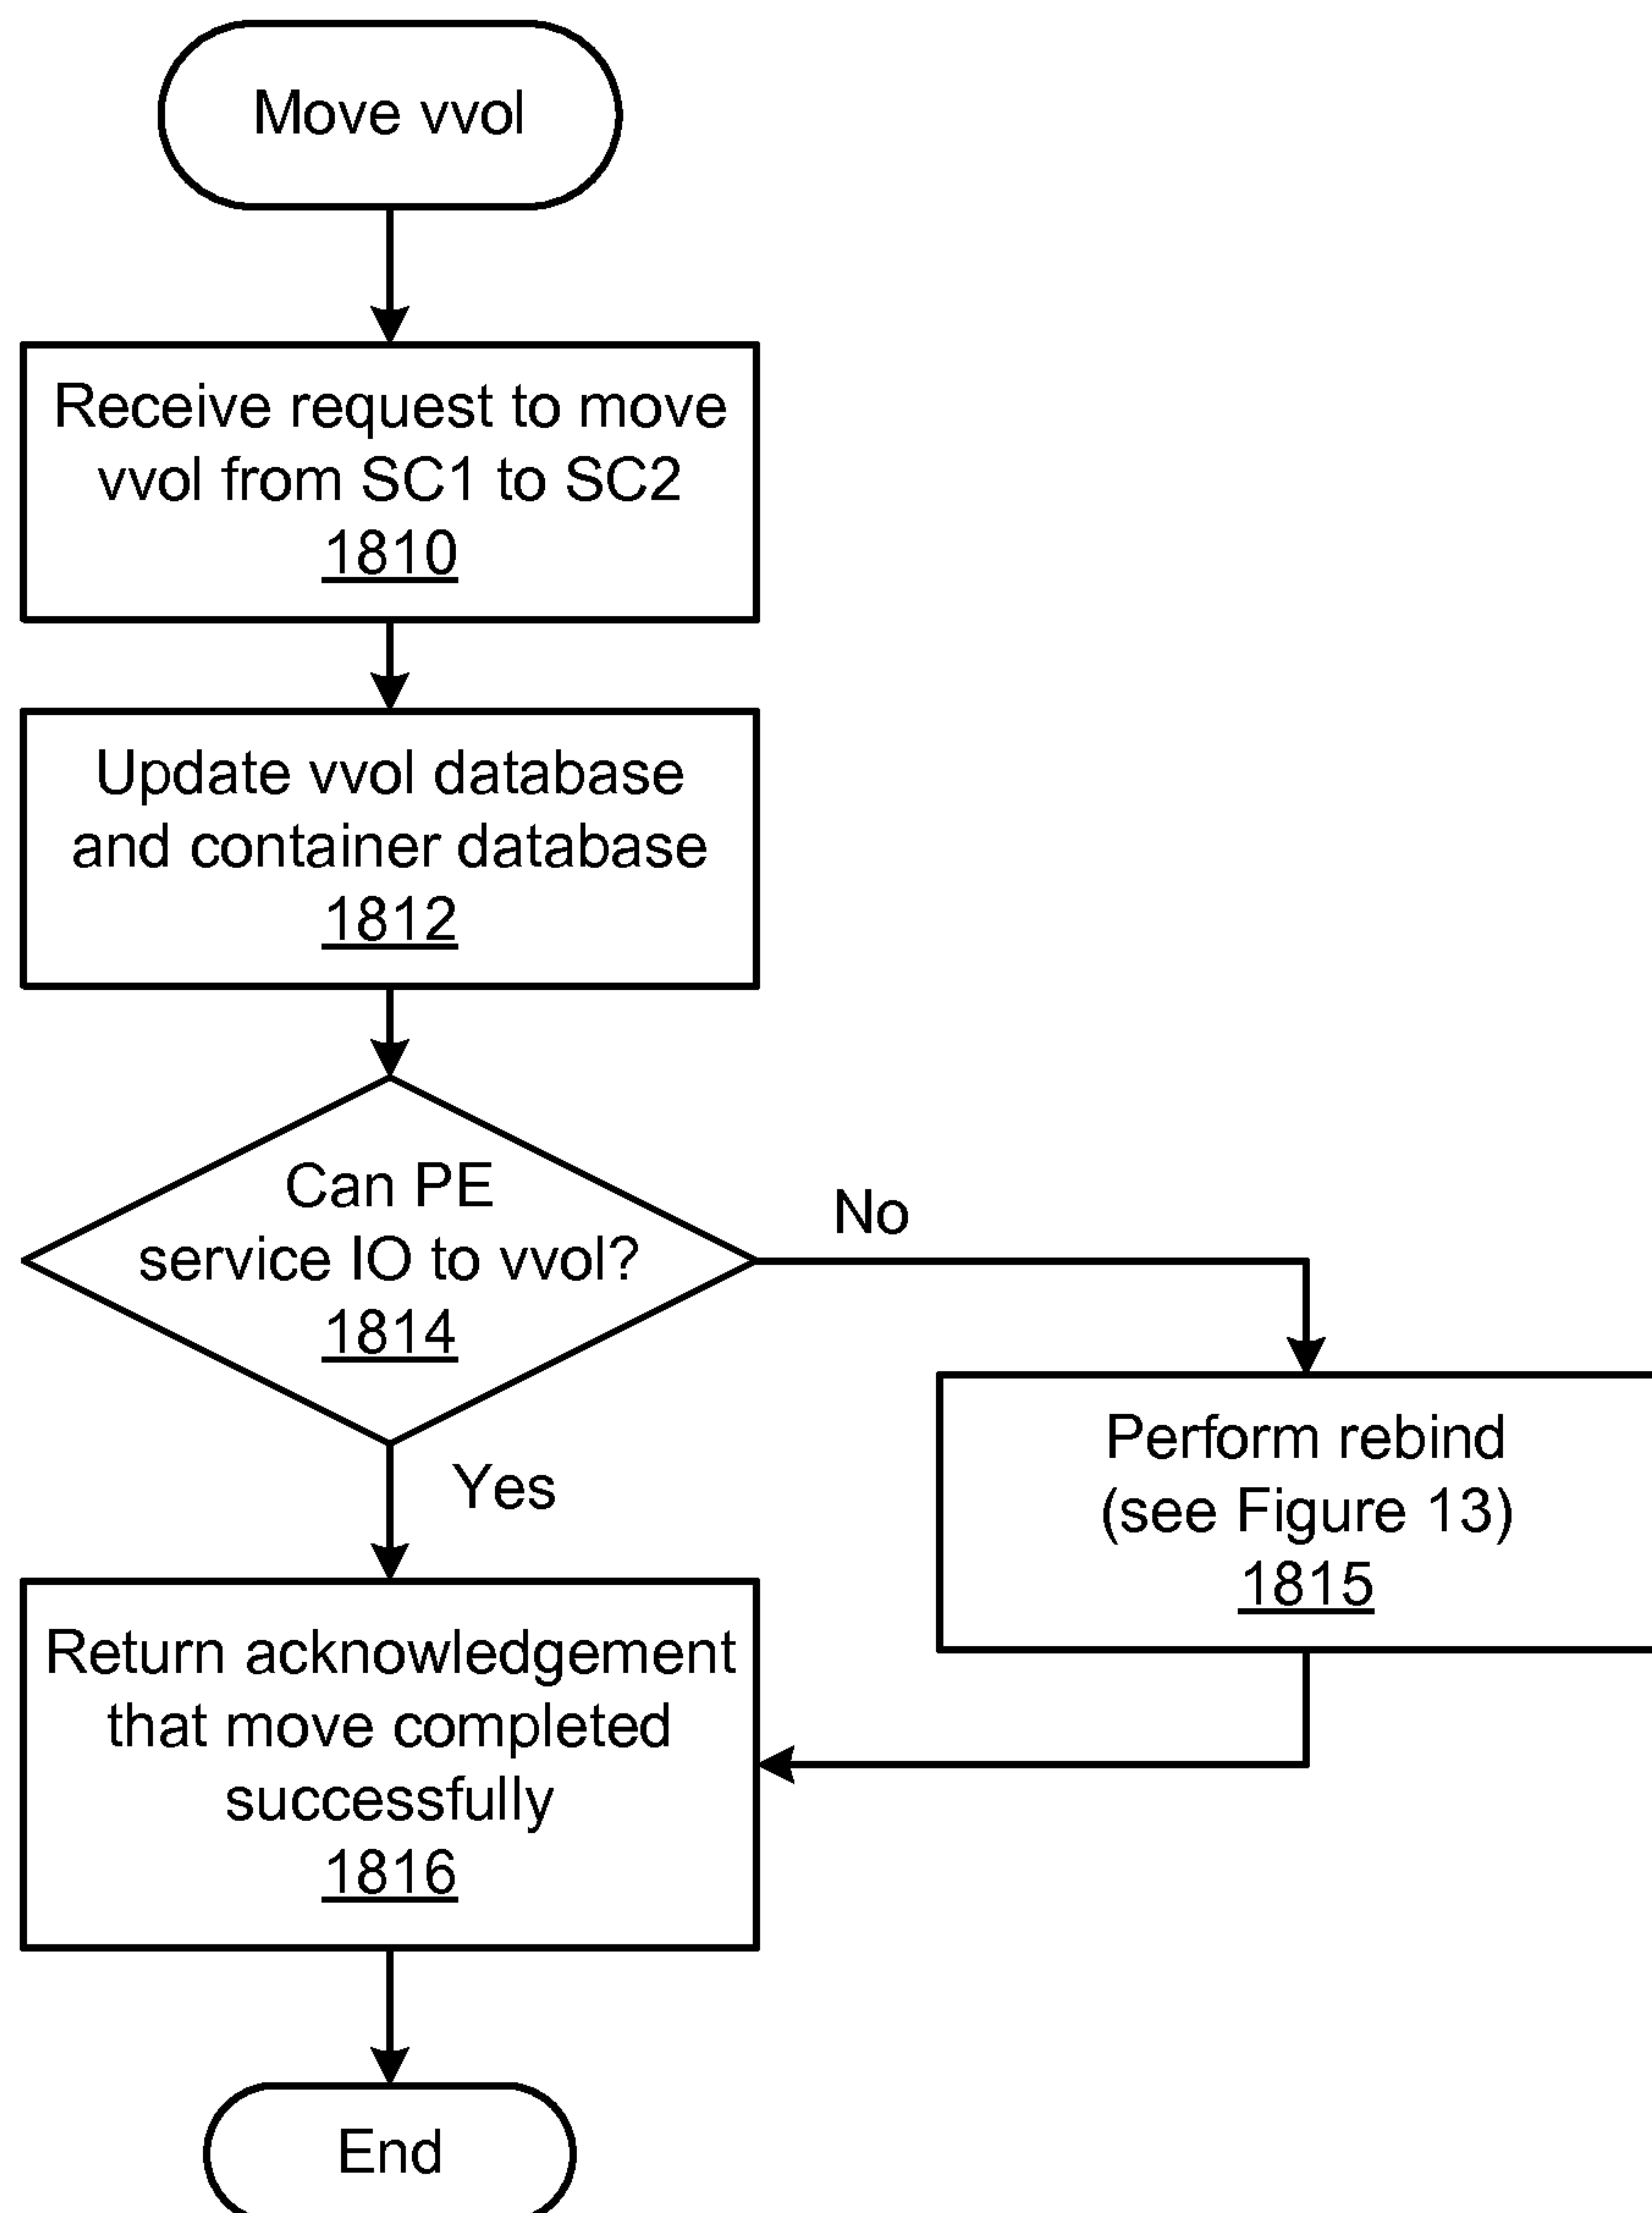 Move vvol
Receive request to move
vvol from SC1 to SC2
1810
Update vvol database
and container database
1812
Can PE
service IO to vvol?
1814
No
Yes
Perform rebind
(see Figure 13)
1815
Return acknowledgement
that move completed
successfully
1816
End